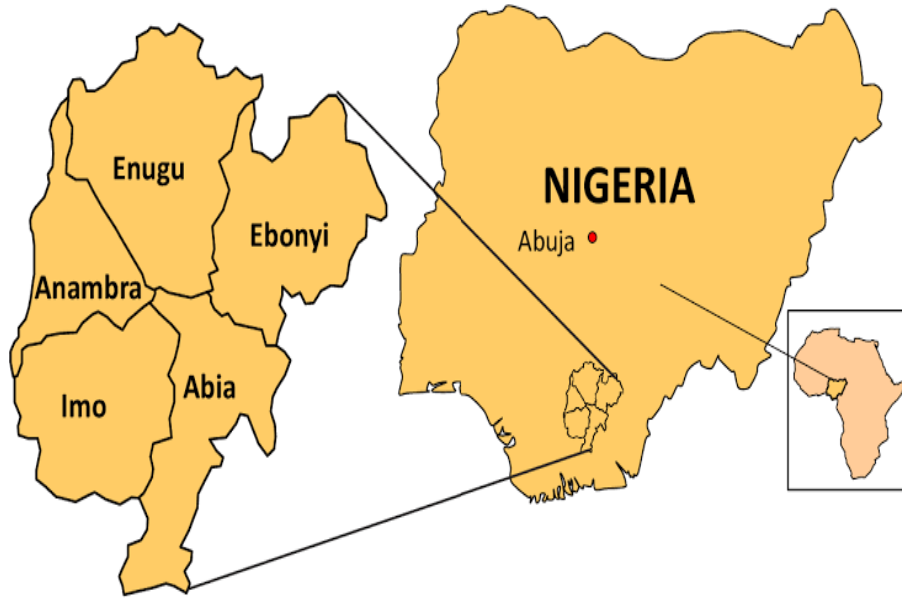 Enugu
Ebonyi
Anambra
Imo
Abia
NIGERIA
Abuja